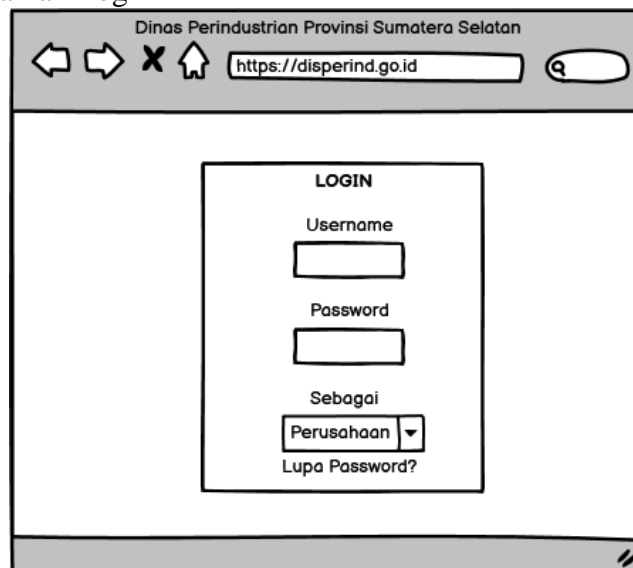 Dinas Perindustrian Provinsi Sumatera Selatan
https://disperind.go.id
LOGIN
Username
Password
Sebagai
Perusahaan
Lupa Password?